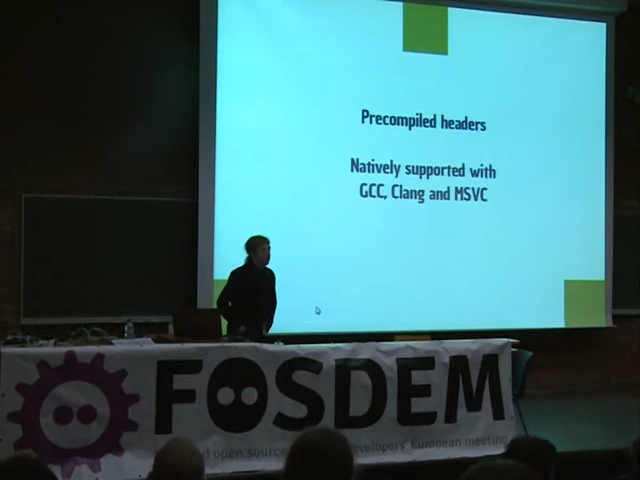 Precompiled headers
Natively supported with
GCC, Clang and MSVC
FOSDEM
open source developers' European meeting